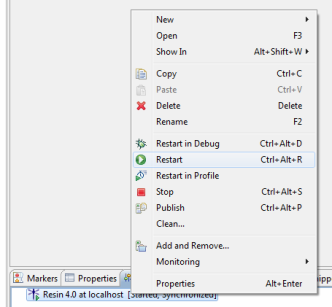 New
Open F3
Show In Alt+Shift+W
Copy Ctrl+C
Paste Ctrl+V
Delete Delete
Rename F2
Restart in Debug Ctrl+Alt+D
Restart Ctrl+Alt+R
Restart in Profile
Stop Ctrl+Alt+S
Publish Ctrl+Alt+P
Clean...
Add and Remove...
Monitoring
Properties Alt+Enter
Markers Properties
Resin 4.0 at localhost [Started, Synchronized]